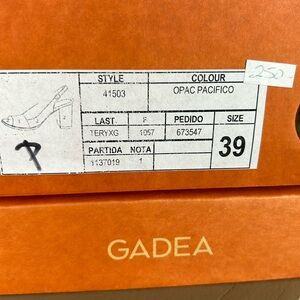 STYLE COLOUR
41503 OPAC PACIFICO
250
LAST F PEDIDO SIZE
TERYXG 1057 673547 39
PARTIDA NOTA
1137019 1
GADEA